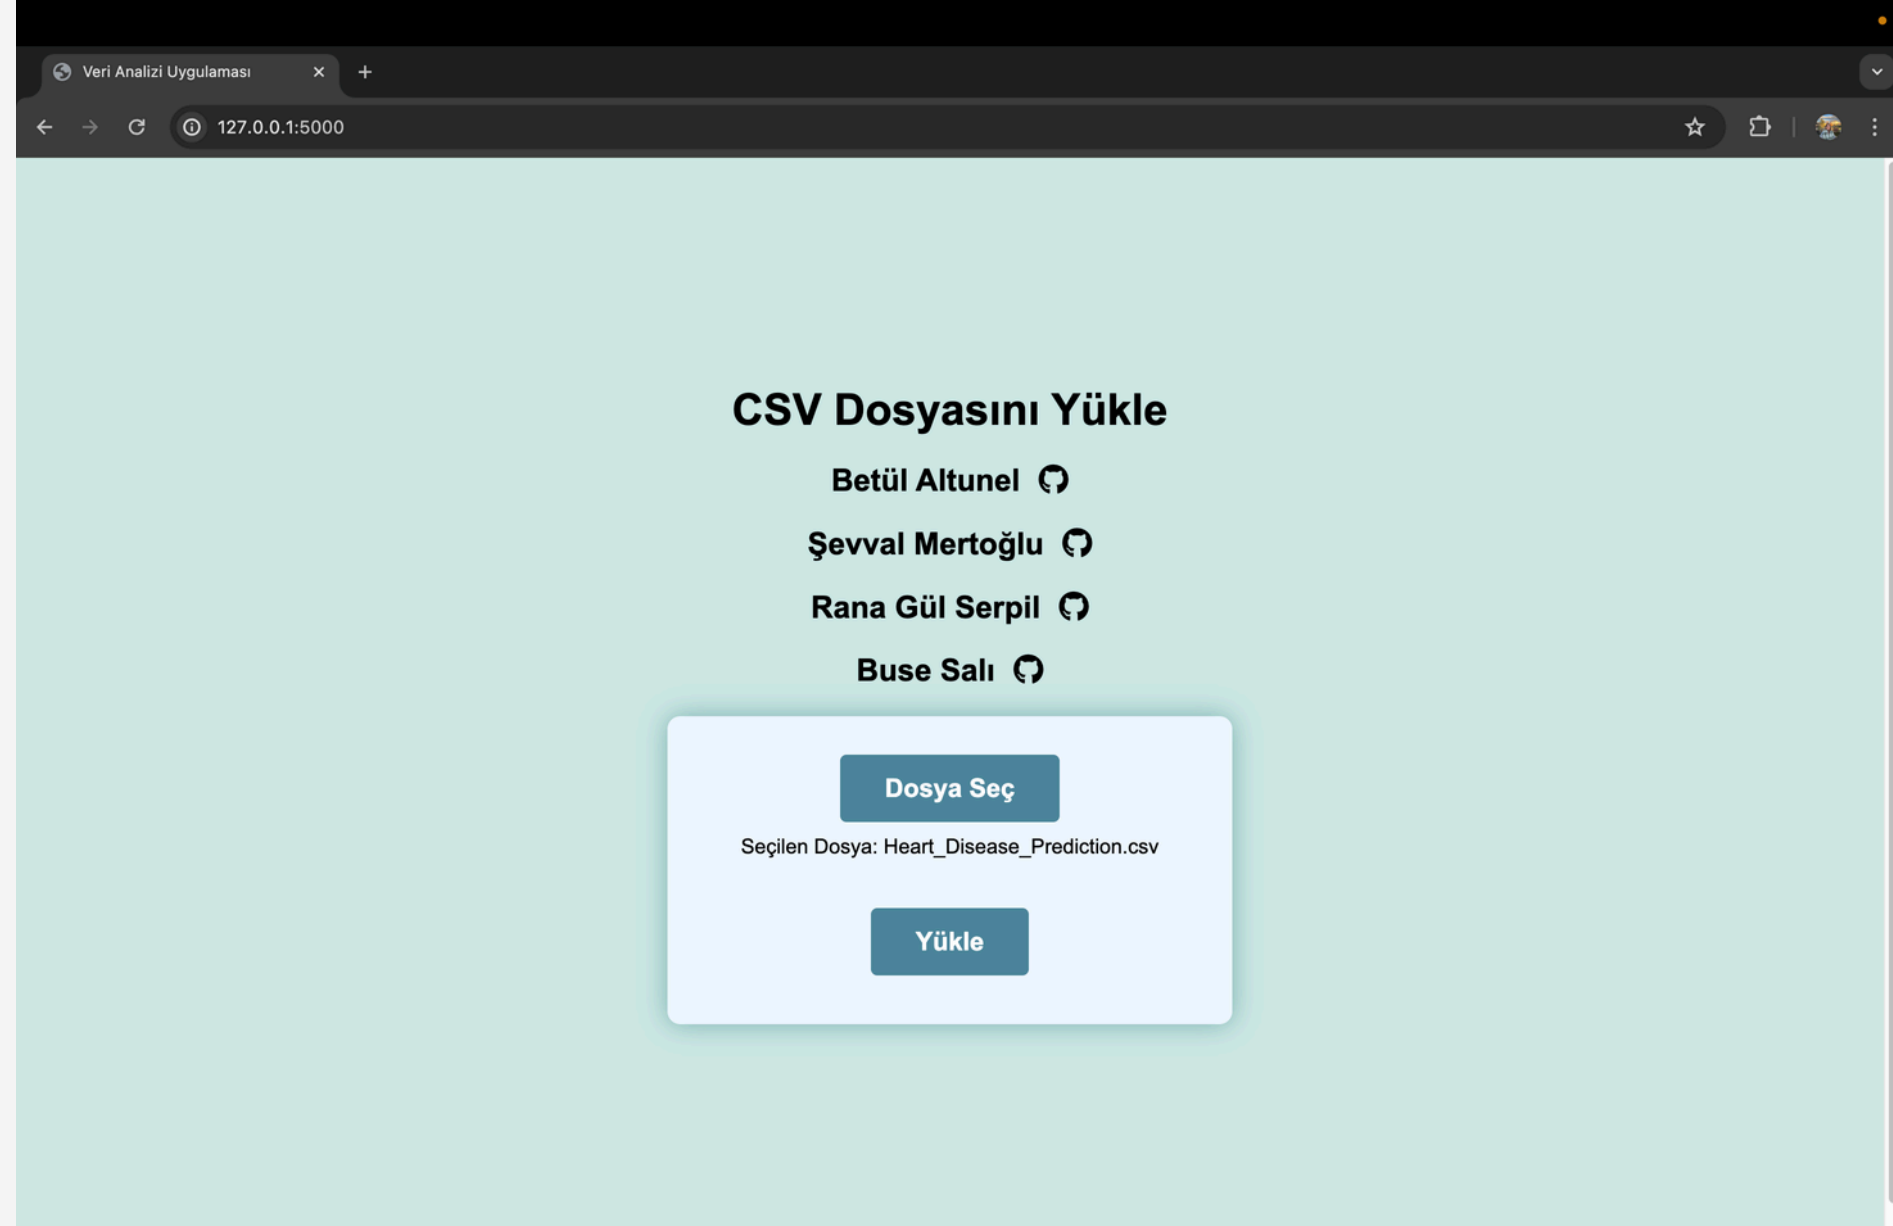 Veri Analizi Uygulaması
127.0.0.1:5000
CSV Dosyasını Yükle
Betül Altunel
Şevval Mertoğlu
Rana Gül Serpil
Buse Salı
Dosya Seç
Seçilen Dosya: Heart_Disease_Prediction.csv
Yükle